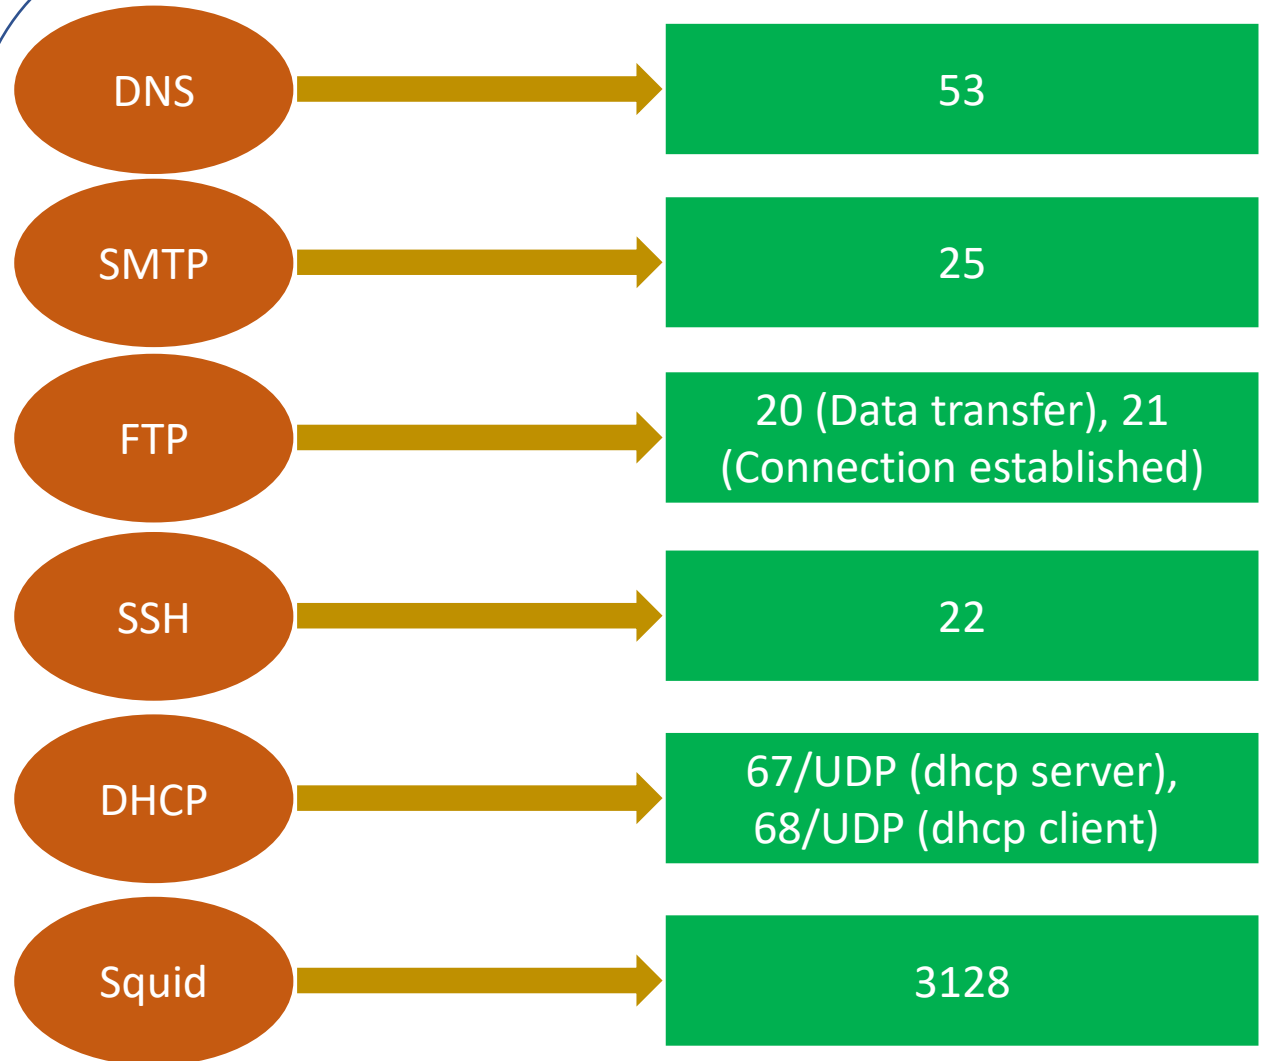 DNS
53
SMTP
25
FTP
20 (Data transfer), 21
(Connection established)
SSH
22
DHCP
67/UDP (dhcp server),
68/UDP (dhcp client)
Squid
3128